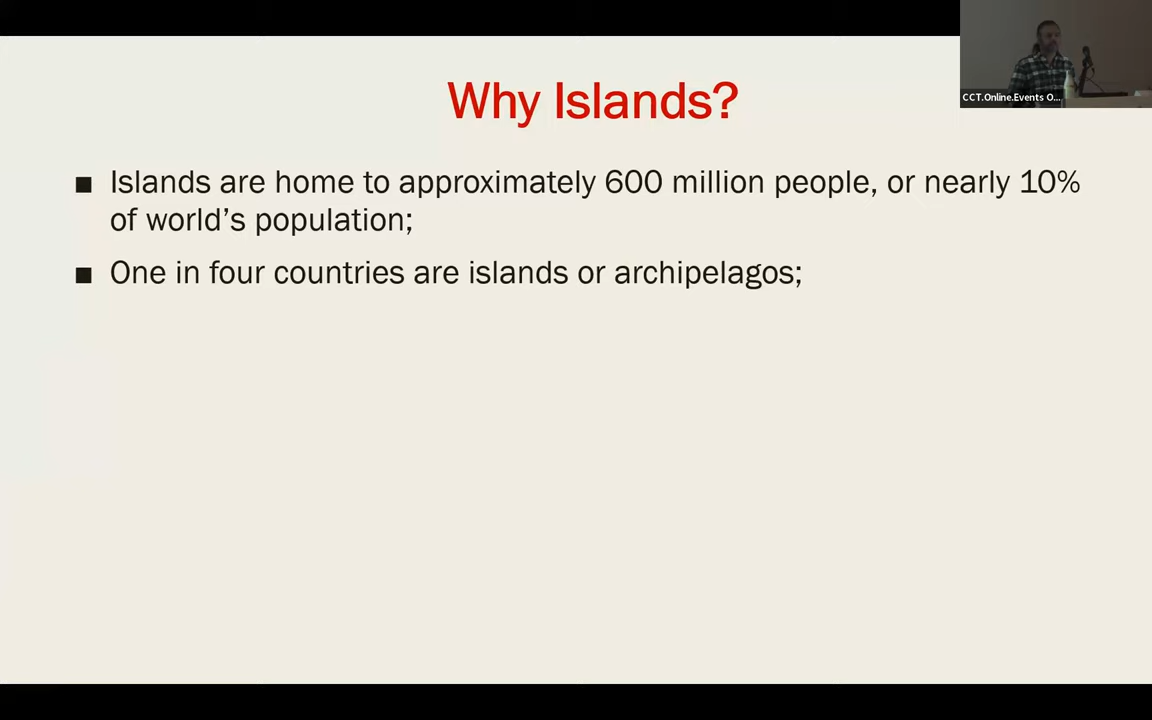 CCT.Online.Events O...
Why Islands?
■ Islands are home to approximately 600 million people, or nearly 10%
of world’s population;
■ One in four countries are islands or archipelagos;